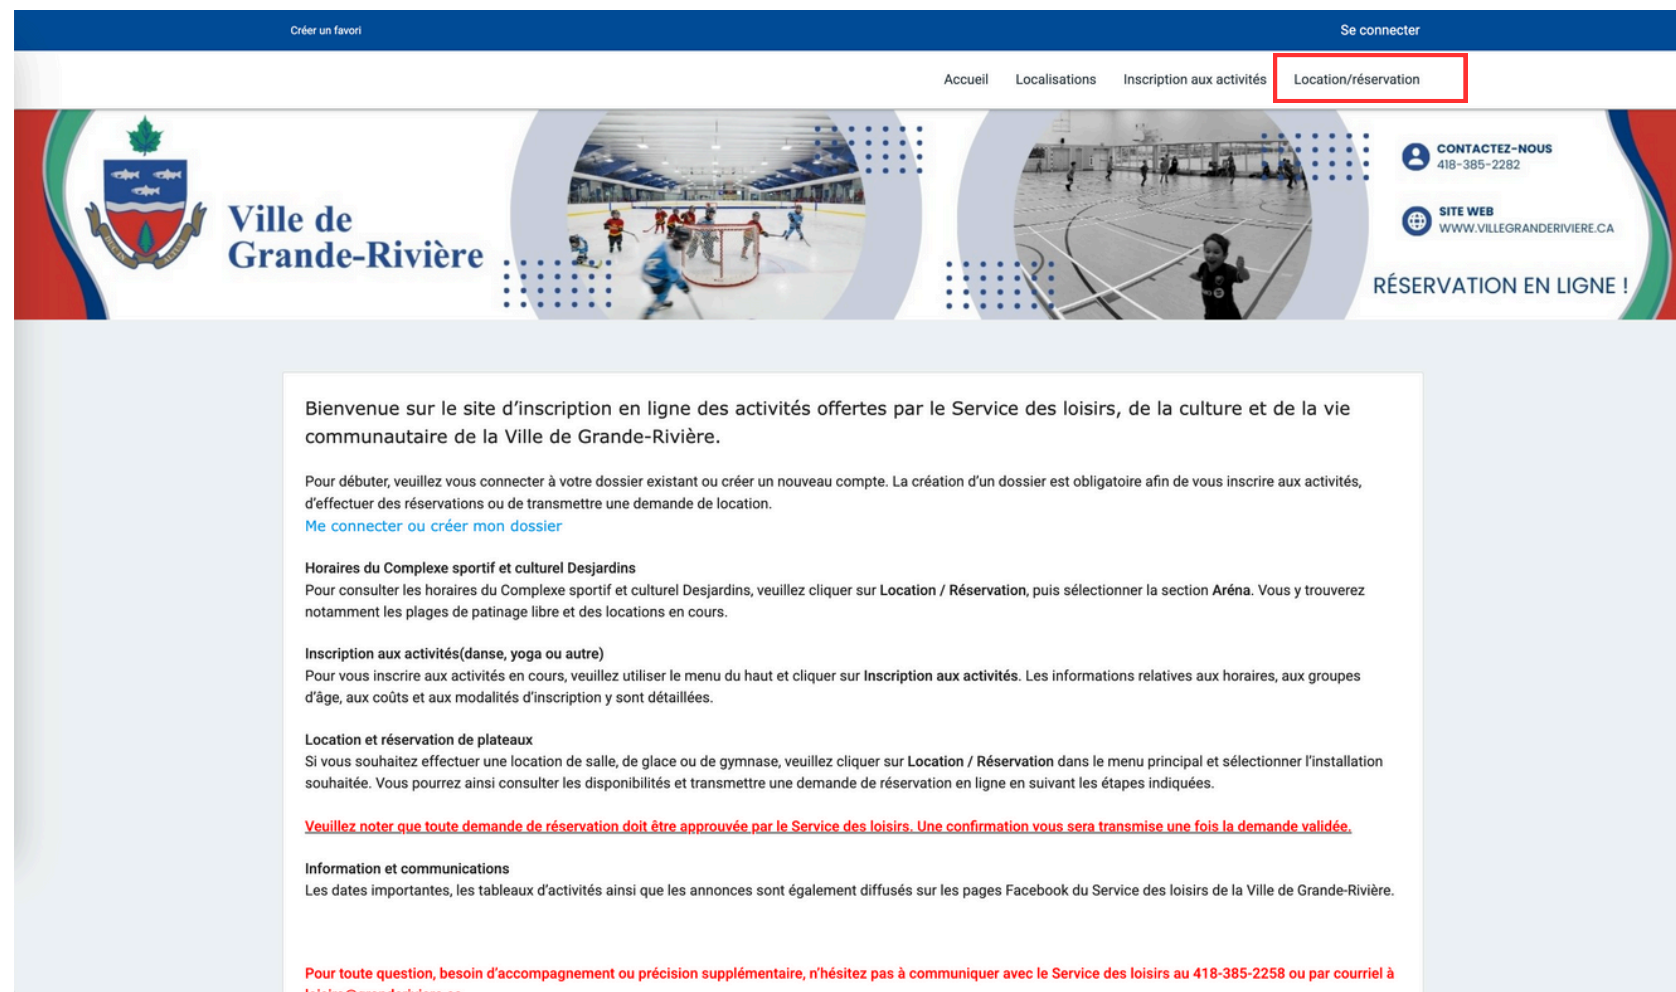 Créer un favori
Se connecter
Accueil Localisations Inscription aux activités Location/réservation
Ville de
Grande-Rivière
CONTACTEZ-NOUS
418-385-2282
SITE WEB
WWW.VILLEGRANDERIVIERE.CA
RÉSERVATION EN LIGNE !
Bienvenue sur le site d'inscription en ligne des activités offertes par le Service des loisirs, de la culture et de la vie
communautaire de la Ville de Grande-Rivière.
Pour débuter, veuillez vous connecter à votre dossier existant ou créer un nouveau compte. La création d'un dossier est obligatoire afin de vous inscrire aux activités,
d'effectuer des réservations ou de transmettre une demande de location.
Me connecter ou créer mon dossier
Horaires du Complexe sportif et culturel Desjardins
Pour consulter les horaires du Complexe sportif et culturel Desjardins, veuillez cliquer sur Location / Réservation, puis sélectionner la section Aréna. Vous y trouverez
notamment les plages de patinage libre et des locations en cours.
Inscription aux activités(danse, yoga ou autre)
Pour vous inscrire aux activités en cours, veuillez utiliser le menu du haut et cliquer sur Inscription aux activités. Les informations relatives aux horaires, aux groupes
d'âge, aux coûts et aux modalités d'inscription y sont détaillées.
Location et réservation de plateaux
Si vous souhaitez effectuer une location de salle, de glace ou de gymnase, veuillez cliquer sur Location / Réservation dans le menu principal et sélectionner l'installation
souhaitée. Vous pourrez ainsi consulter les disponibilités et transmettre une demande de réservation en ligne en suivant les étapes indiquées.
Veuillez noter que toute demande de réservation doit être approuvée par le Service des loisirs. Une confirmation vous sera transmise une fois la demande validée.
Information et communications
Les dates importantes, les tableaux d'activités ainsi que les annonces sont également diffusés sur les pages Facebook du Service des loisirs de la Ville de Grande-Rivière.
Pour toute question, besoin d'accompagnement ou précision supplémentaire, n'hésitez pas à communiquer avec le Service des loisirs au 418-385-2258 ou par courriel à